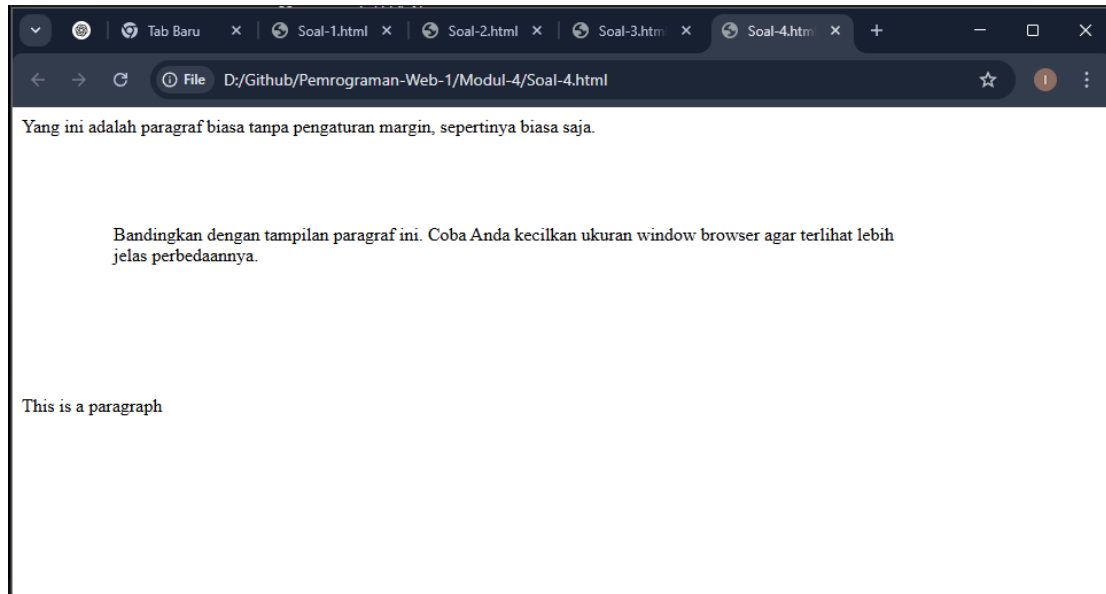 Tab Baru
Soal-1.html
Soal-2.html
Soal-3.htm
Soal-4.htm
File
D:/Github/Pemrograman-Web-1/Modul-4/Soal-4.html
I
Yang ini adalah paragraf biasa tanpa pengaturan margin, sepertinya biasa saja.
Bandingkan dengan tampilan paragraf ini. Coba Anda kecilkan ukuran window browser agar terlihat lebih
jelas perbedaannya.
This is a paragraph